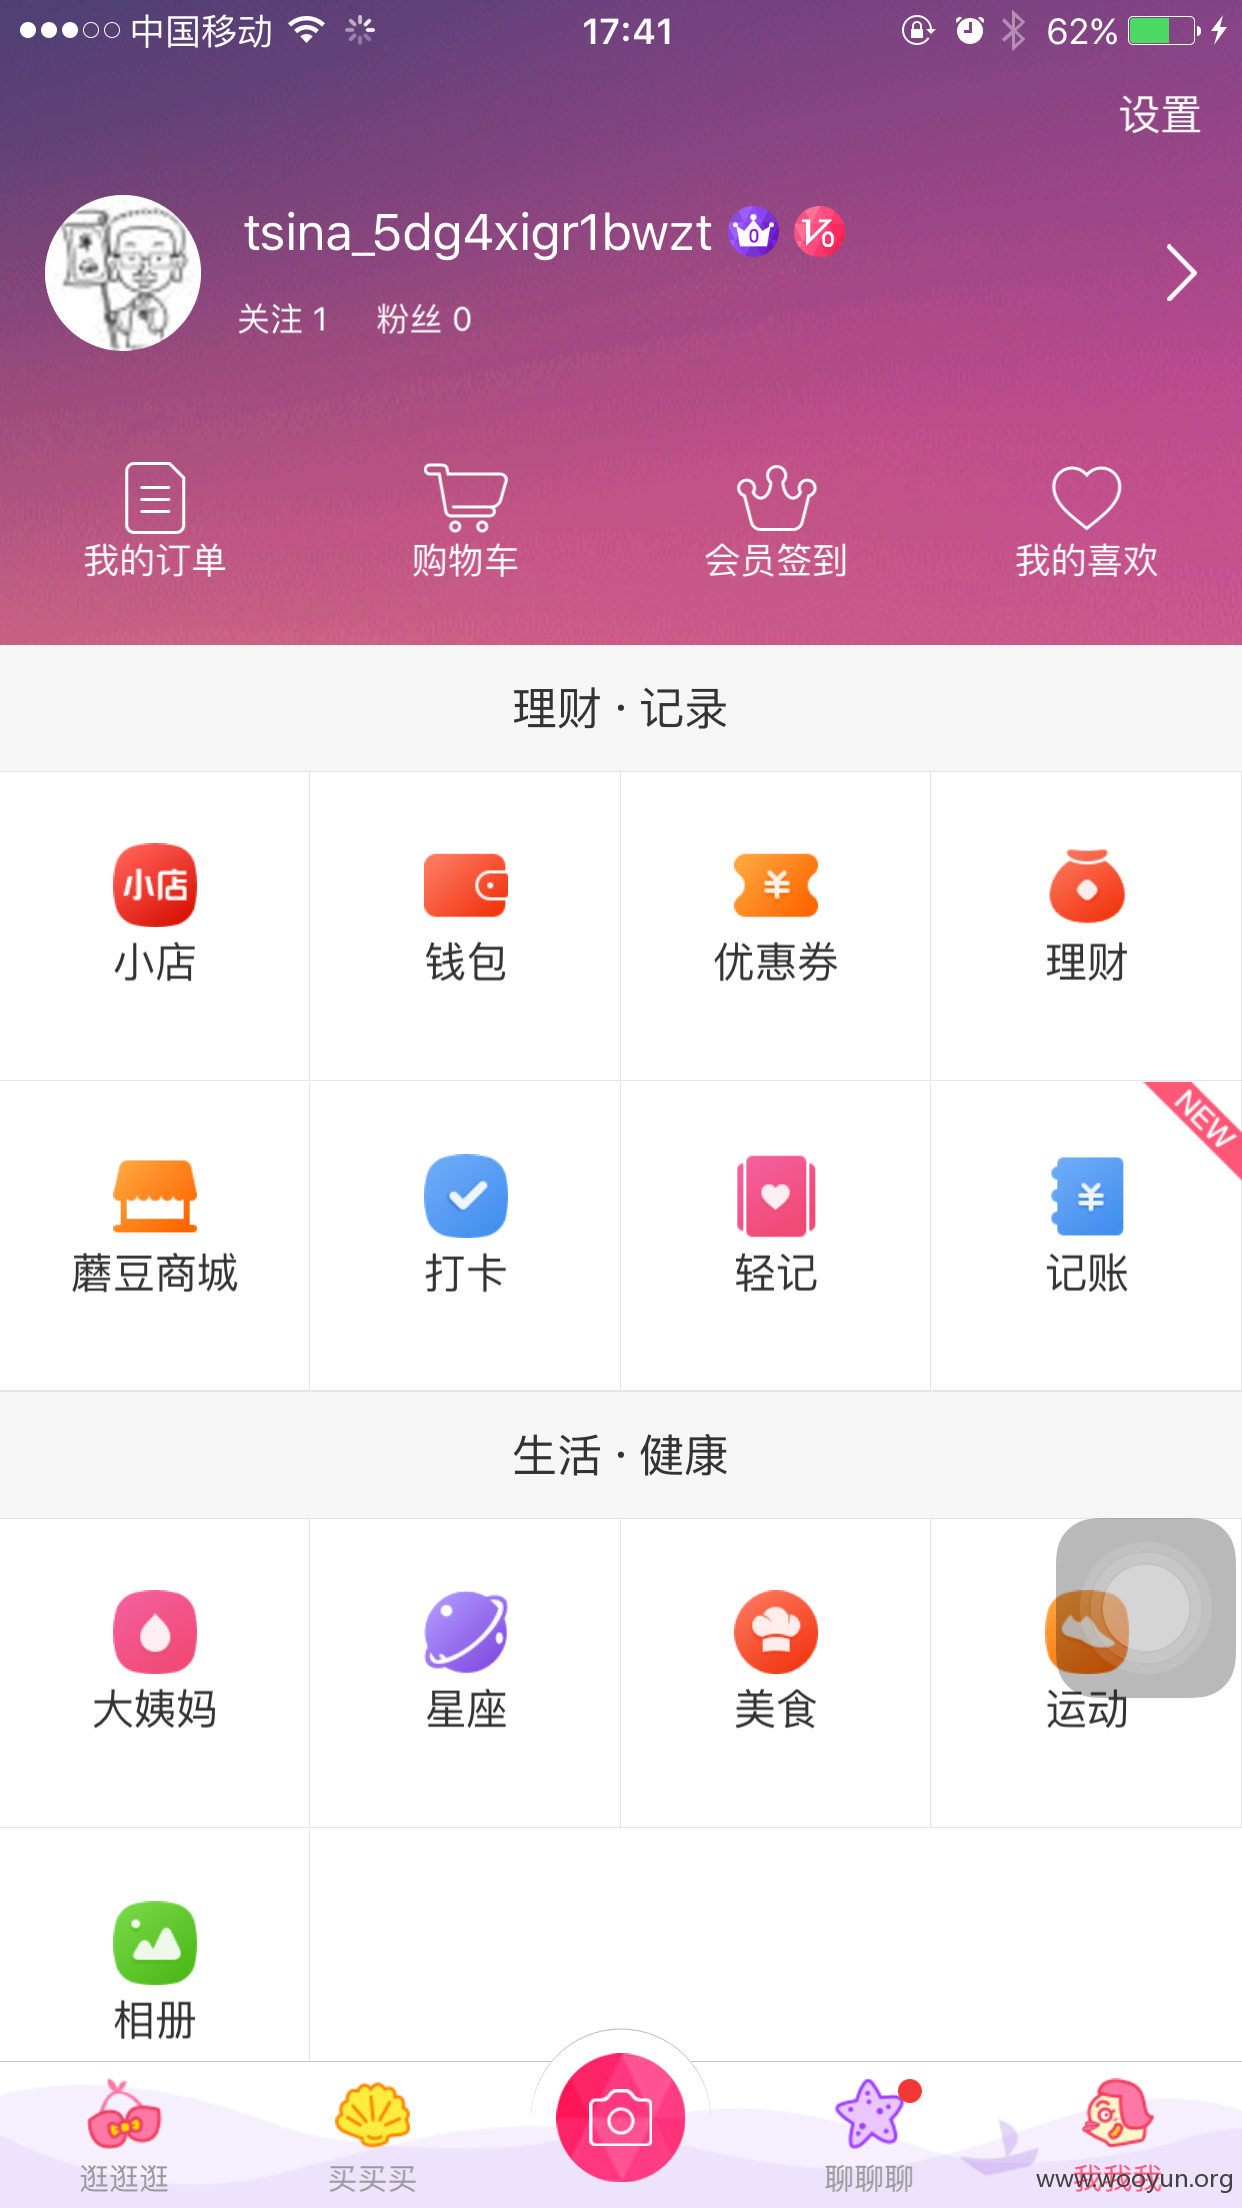 中国移动 17:41 62%
设置
tsina_5dg4xigr1bwzt 0 V0
关注 1 粉丝 0
我的订单 购物车 会员签到 我的喜欢
理财 · 记录
小店
小店 钱包 优惠券 理财
NEW
蘑豆商城 打卡 轻记 记账
生活 · 健康
大姨妈 星座 美食 运动
相册
逛逛逛 买买买 聊聊聊 我我我
www.wooyun.org